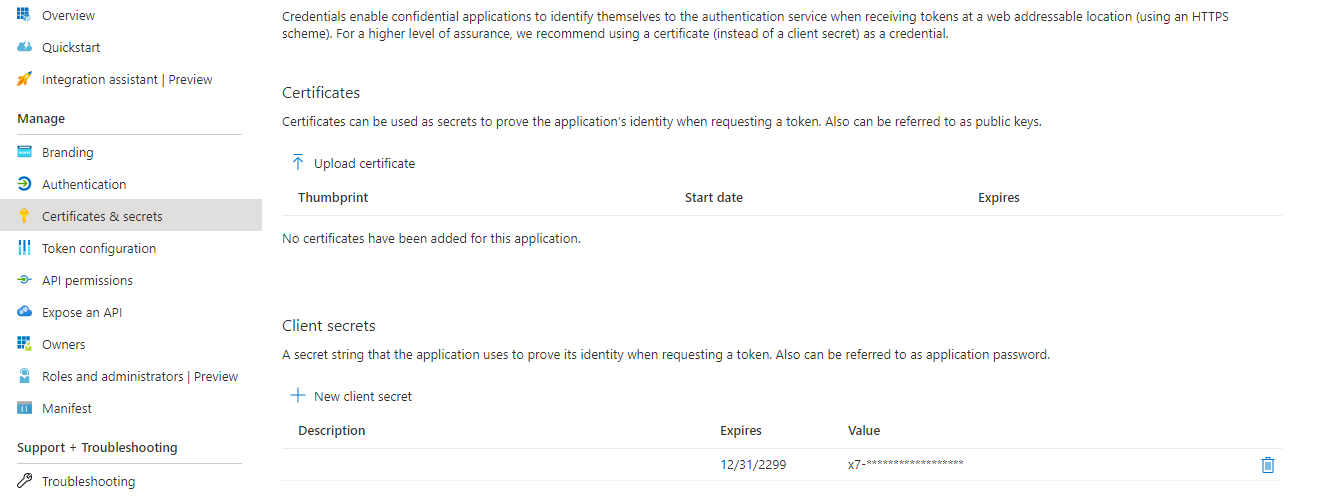 Overview
Quickstart
Integration assistant | Preview
Manage
Branding
Authentication
Certificates & secrets
Token configuration
API permissions
Expose an API
Owners
Roles and administrators | Preview
Manifest
Support + Troubleshooting
Troubleshooting
Credentials enable confidential applications to identify themselves to the authentication service when receiving tokens at a web addressable location (using an HTTPS
scheme). For a higher level of assurance, we recommend using a certificate (instead of a client secret) as a credential.
Certificates
Certificates can be used as secrets to prove the application's identity when requesting a token. Also can be referred to as public keys.
Upload certificate
Thumbprint Start date Expires
No certificates have been added for this application.
Client secrets
A secret string that the application uses to prove its identity when requesting a token. Also can be referred to as application password.
New client secret
Description Expires Value
12/31/2299 x7-******************